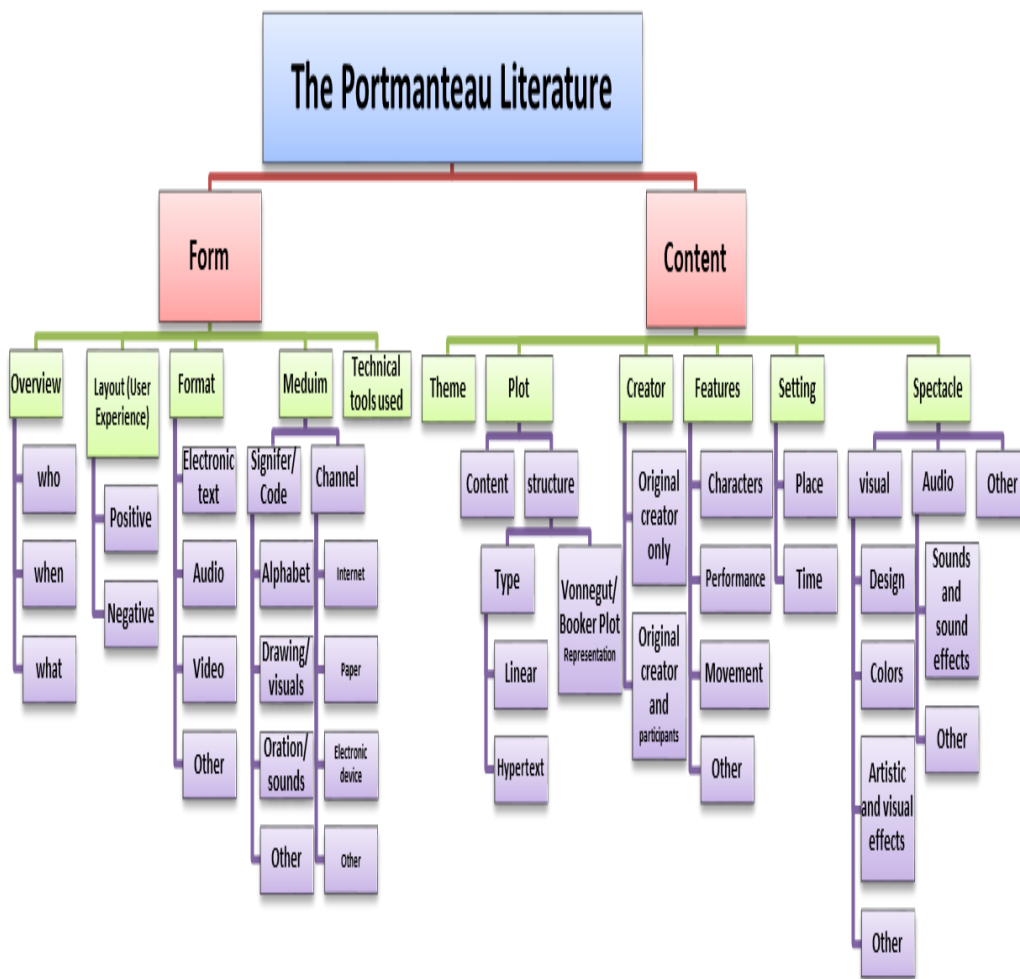 The Portmanteau Literature
Form
Content
Overview
Layout (User
Experience)
Format
Meduim
Technical
tools used
Theme
Plot
Creator
Features
Setting
Spectacle
who
when
what
Positive
Negative
Electronic
text
Audio
Video
Other
Signifer/
Code
Channel
Alphabet
Drawing/
visuals
Oration/
sounds
Other
Internet
Paper
Electronic
device
Other
Content
structure
Type
Vonnegut/
Booker Plot
Representation
Linear
Hypertext
Original
creator
only
Original
creator
and
participants
Characters
Performance
Movement
Other
Place
Time
visual
Audio
Other
Design
Colors
Artistic
and visual
effects
Other
Sounds
and
sound
effects
Other